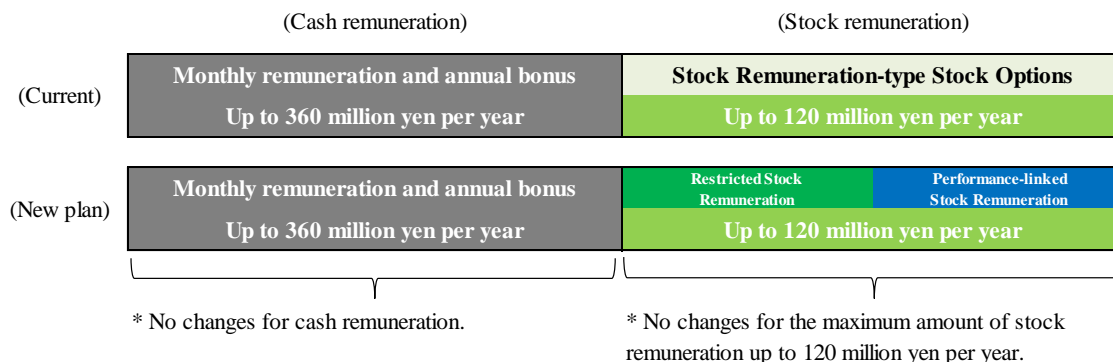 (Cash remuneration) (Stock remuneration)
(Current)
Monthly remuneration and annual bonus
Up to 360 million yen per year
Stock Remuneration-type Stock Options
Up to 120 million yen per year
(New plan)
Monthly remuneration and annual bonus
Up to 360 million yen per year
Restricted Stock
Remuneration
Performance-linked
Stock Remuneration
Up to 120 million yen per year
* No changes for cash remuneration.
* No changes for the maximum amount of stock
remuneration up to 120 million yen per year.